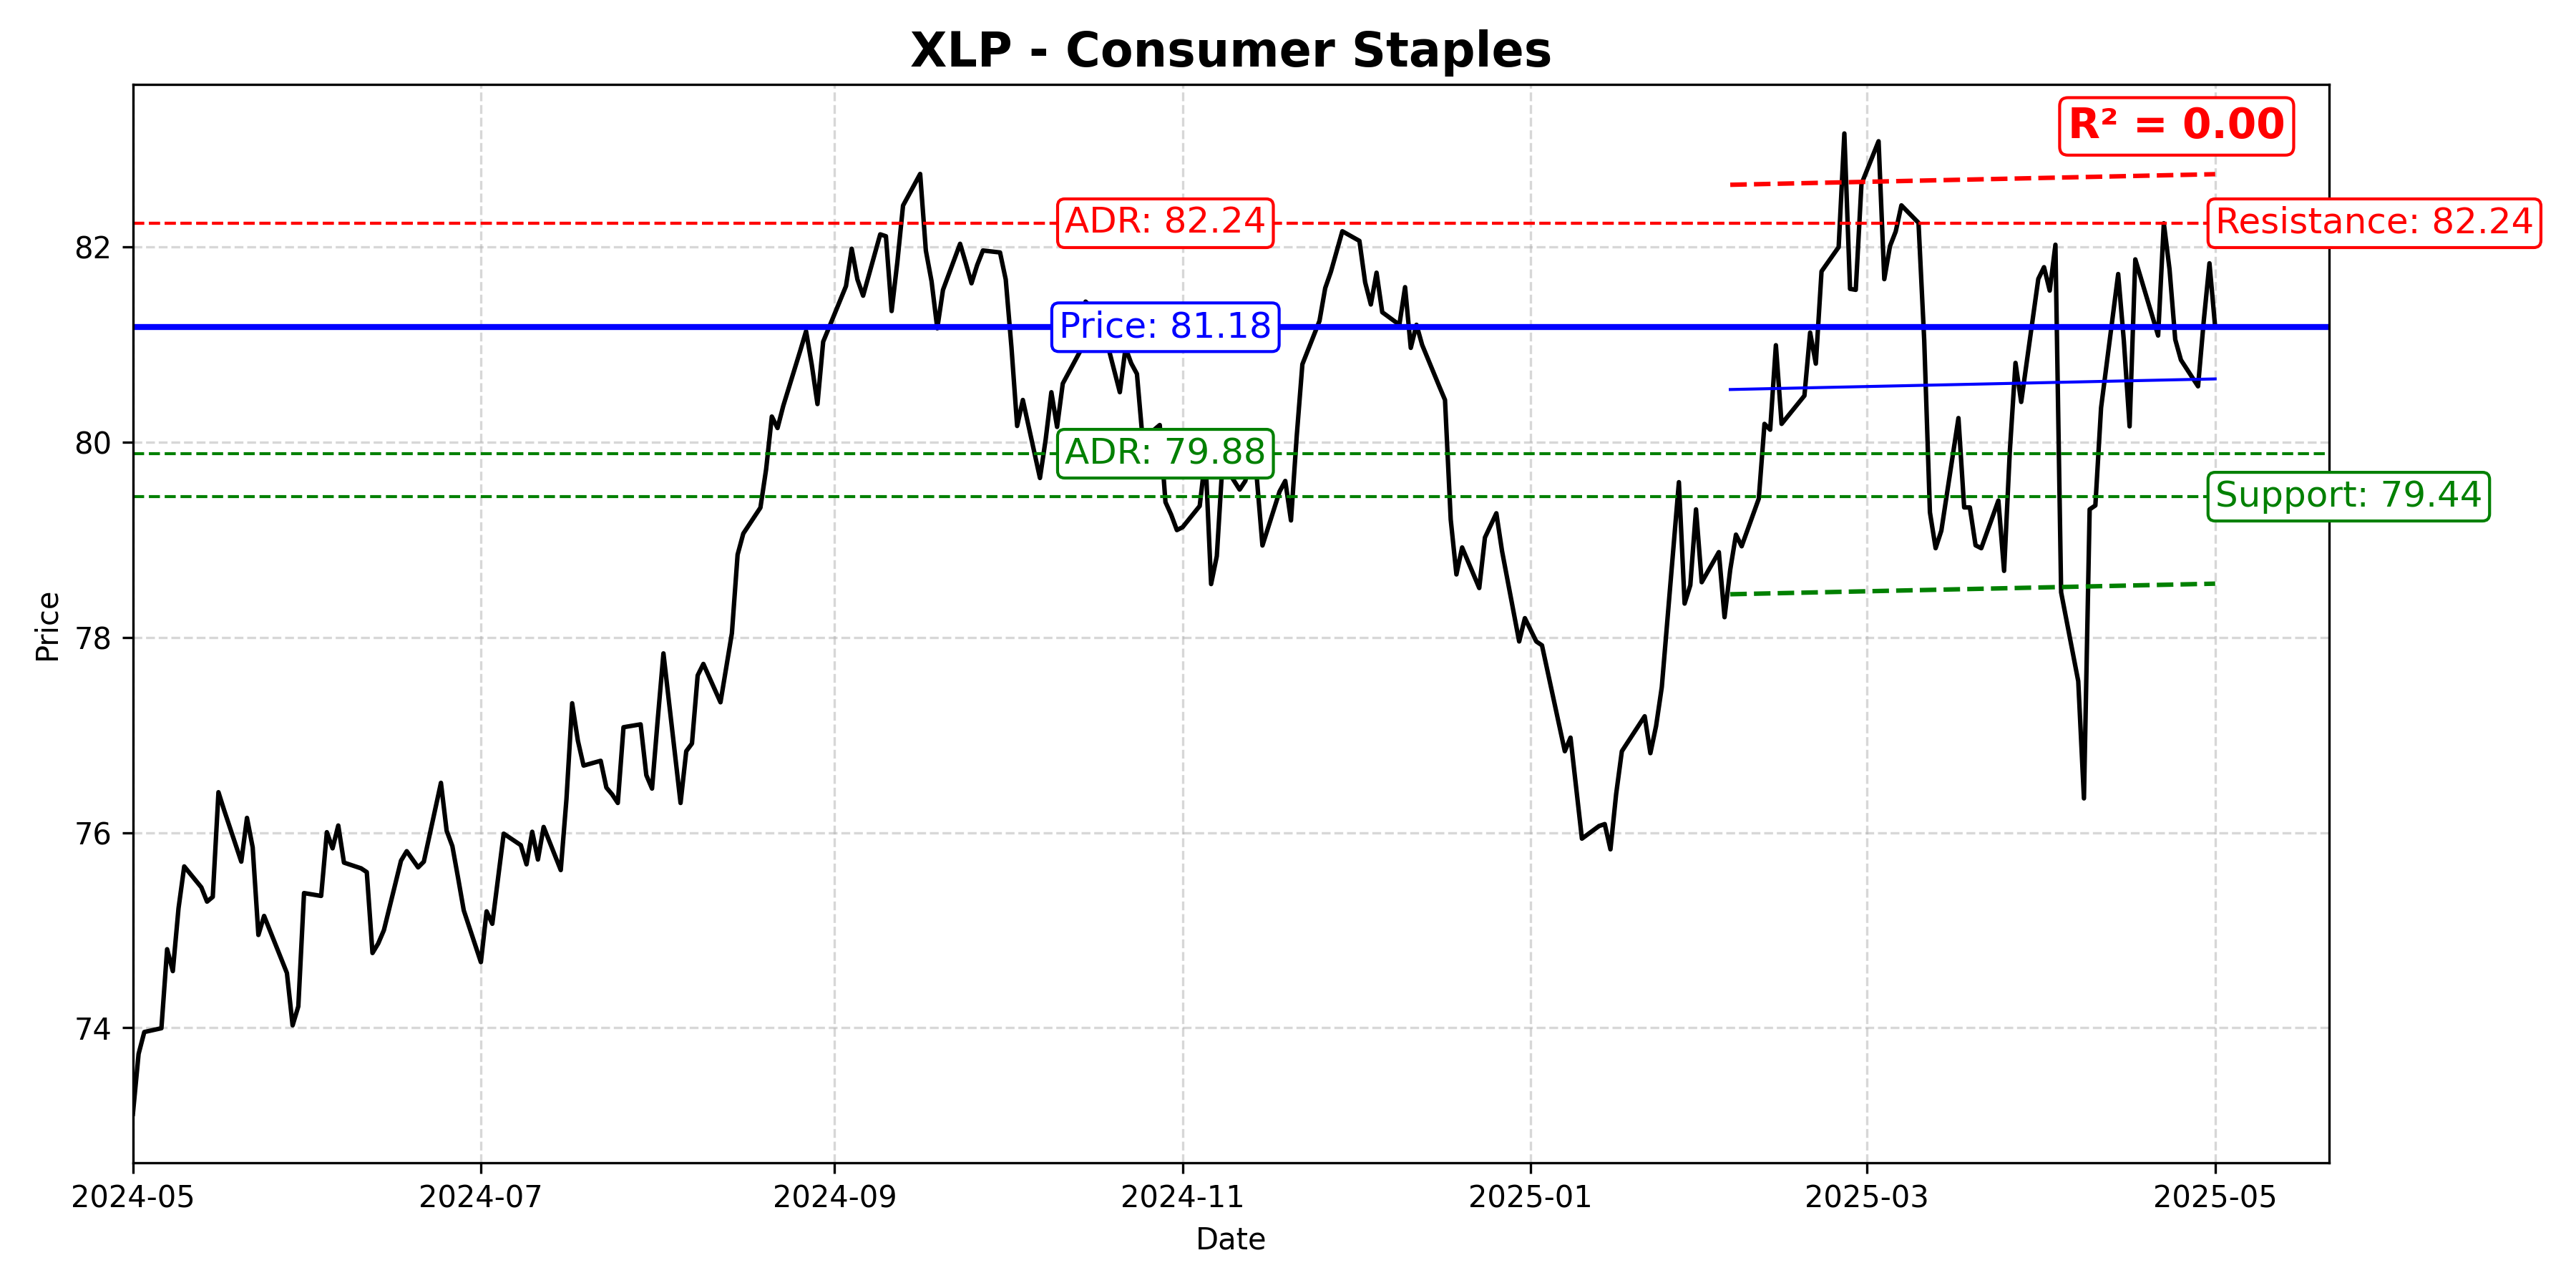 XLP - Consumer Staples
R² = 0.00
ADR: 82.24
Resistance: 82.24
Price: 81.18
ADR: 79.88
Support: 79.44
82
80
78
76
74
Price
2024-05
2024-07
2024-09
2024-11
2025-01
2025-03
2025-05
Date